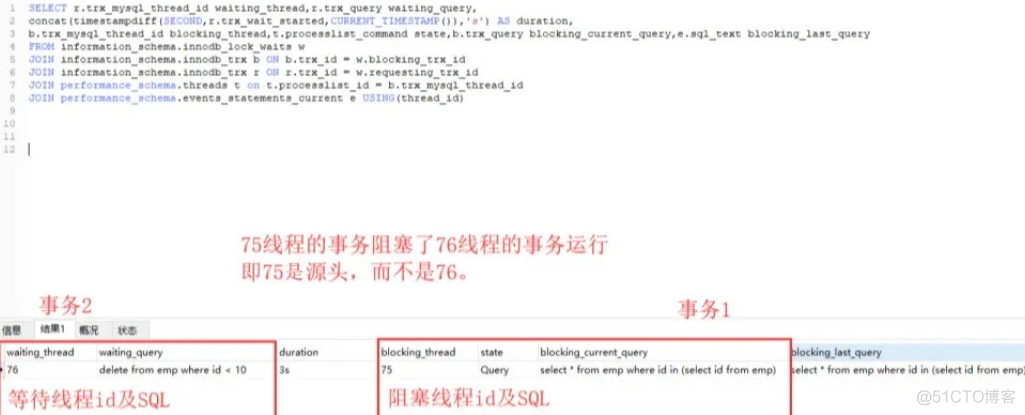 1 SELECT r.trx_mysql_thread_id waiting_thread,r.trx_query waiting_query,
2 concat(timestampdiff(SECOND,r.trx_wait_started,CURRENT_TIMESTAMP()),'s') AS duration,
3 b.trx_mysql_thread_id blocking_thread,t.processlist_command state,b.trx_query blocking_current_query,e.sql_text blocking_last_query
4 FROM information_schema.innodb_lock_waits w
5 JOIN information_schema.innodb_trx b ON b.trx_id = w.blocking_trx_id
6 JOIN information_schema.innodb_trx r ON r.trx_id = w.requesting_trx_id
7 JOIN performance_schema.threads t on t.processlist_id = b.trx_mysql_thread_id
8 JOIN performance_schema.events_statements_current e USING(thread_id)
9
10
11
12
75线程的事务阻塞了76线程的事务运行
即75是源头，而不是76。
事务2 事务1
信息 结果1 概况 状态
waiting_thread waiting_query duration blocking_thread state blocking_current_query blocking_last_query
76 delete from emp where id < 10 3s 75 Query select * from emp where id in (select id from emp) select * from emp where id in (select id from emp)
等待线程id及SQL 阻塞线程id及SQL
@51CTO博客